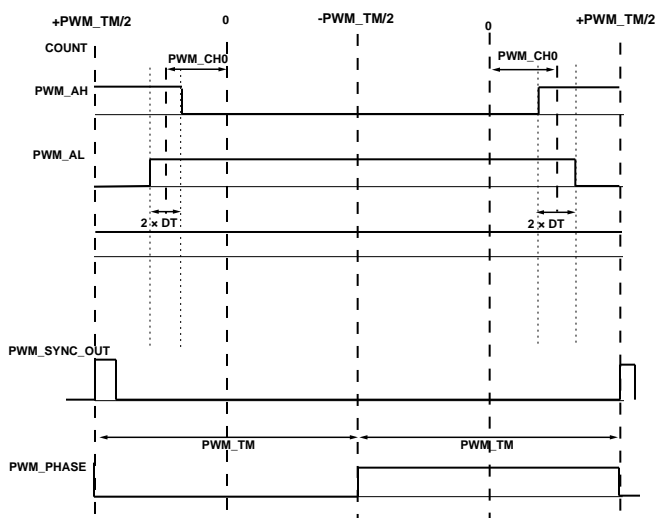 +PWM_TM/2 0 -PWM_TM/2 0 +PWM_TM/2
COUNT
PWM_CH0 PWM_CH0
PWM_AH
PWM_AL
2 × DT 2 × DT
PWM_SYNC_OUT
PWM_TM PWM_TM
PWM_PHASE